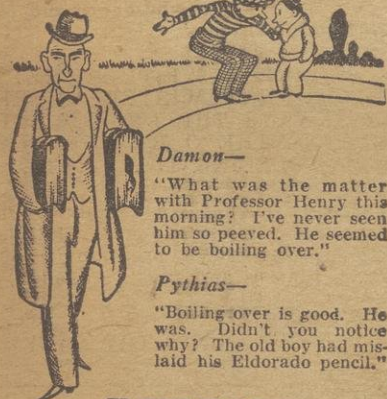 Damon—
"What was the matter
with Professor Henry this
morning? I've never seen
him so peeved. He seemed
to be boiling over."
Pythias—
"Boiling over is good. He
was. Didn't you notice
why? The old boy had mis-
laid his Eldorado pencil."